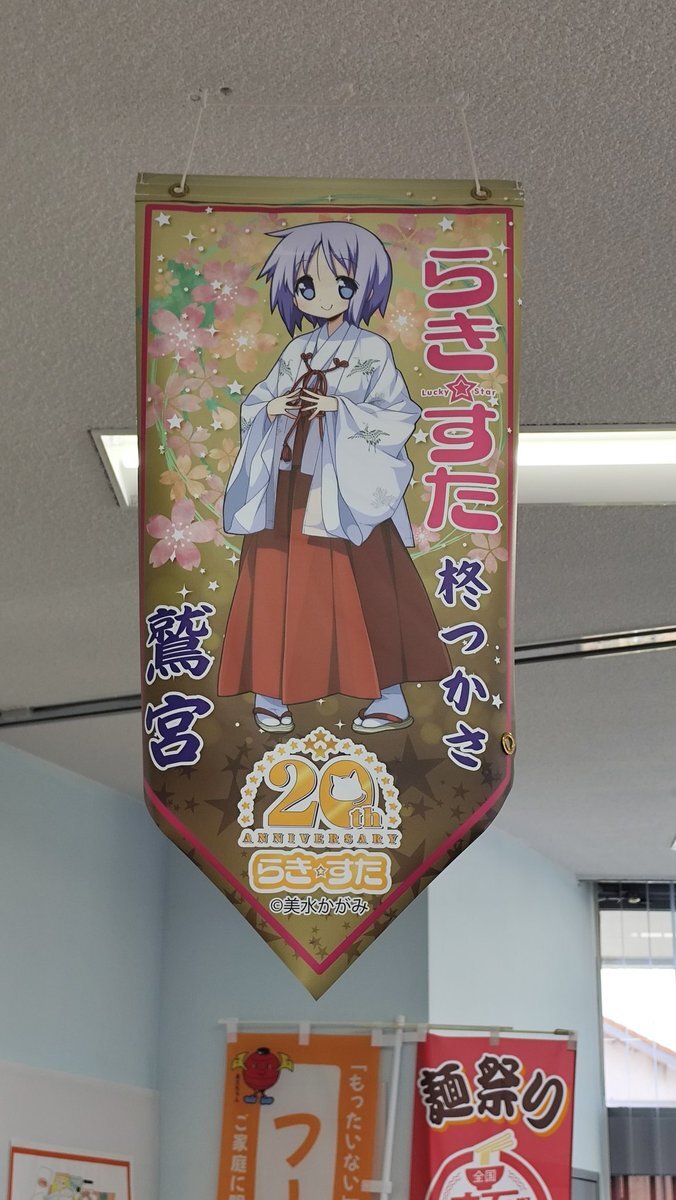 らき☆すた
Lucky Star
柊つかさ
鷲宮
20th
ANNIVERSARY
らき☆すた
©美水かがみ
「もったいない
フー
ご家庭に
麺祭り
全国